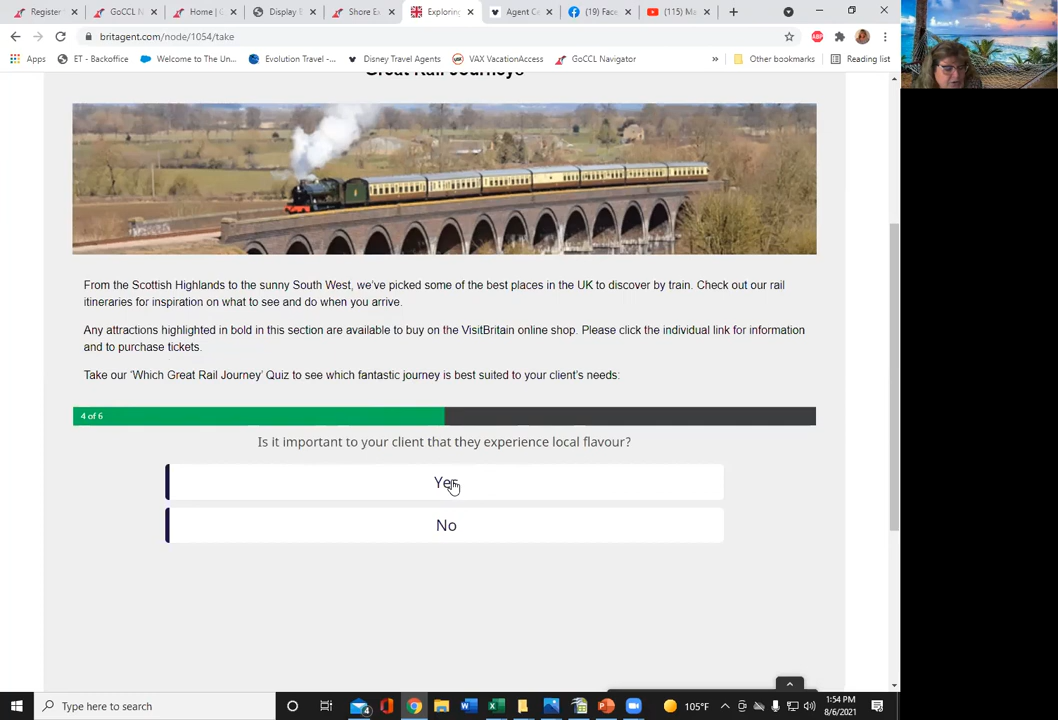 Register
GoCCL N
Home | G
Display B
Shore Ex
Exploring
Agent Ce
(19) Face
(115) Ma
britagent.com/node/1054/take
ABP
Apps
ET - Backoffice
Welcome to The Un...
Evolution Travel -...
Disney Travel Agents
VAX VacationAccess
GoCCL Navigator
»
Other bookmarks
Reading list
Great Rail Journeys
From the Scottish Highlands to the sunny South West, we've picked some of the best places in the UK to discover by train. Check out our rail
itineraries for inspiration on what to see and do when you arrive.
Any attractions highlighted in bold in this section are available to buy on the VisitBritain online shop. Please click the individual link for information
and to purchase tickets.
Take our 'Which Great Rail Journey' Quiz to see which fantastic journey is best suited to your client's needs:
4 of 6
Is it important to your client that they experience local flavour?
Yes
No
Type here to search
4
105°F
1:54 PM
8/6/2021